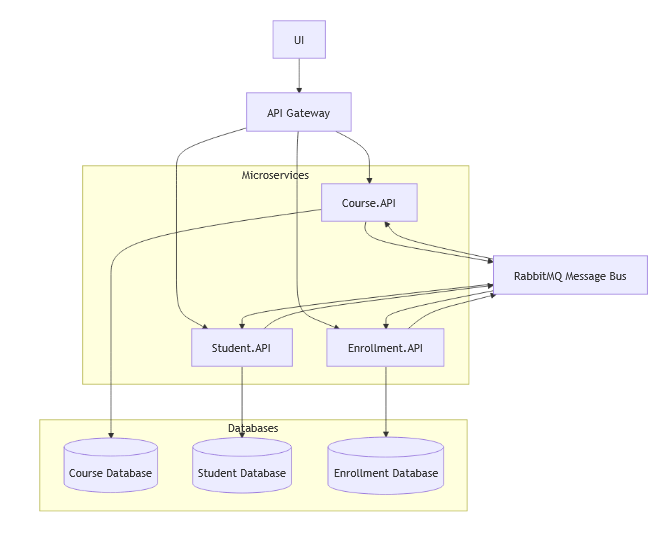 UI
API Gateway
Microservices
Course.API
RabbitMQ Message Bus
Student.API
Enrollment.API
Databases
Course Database
Student Database
Enrollment Database